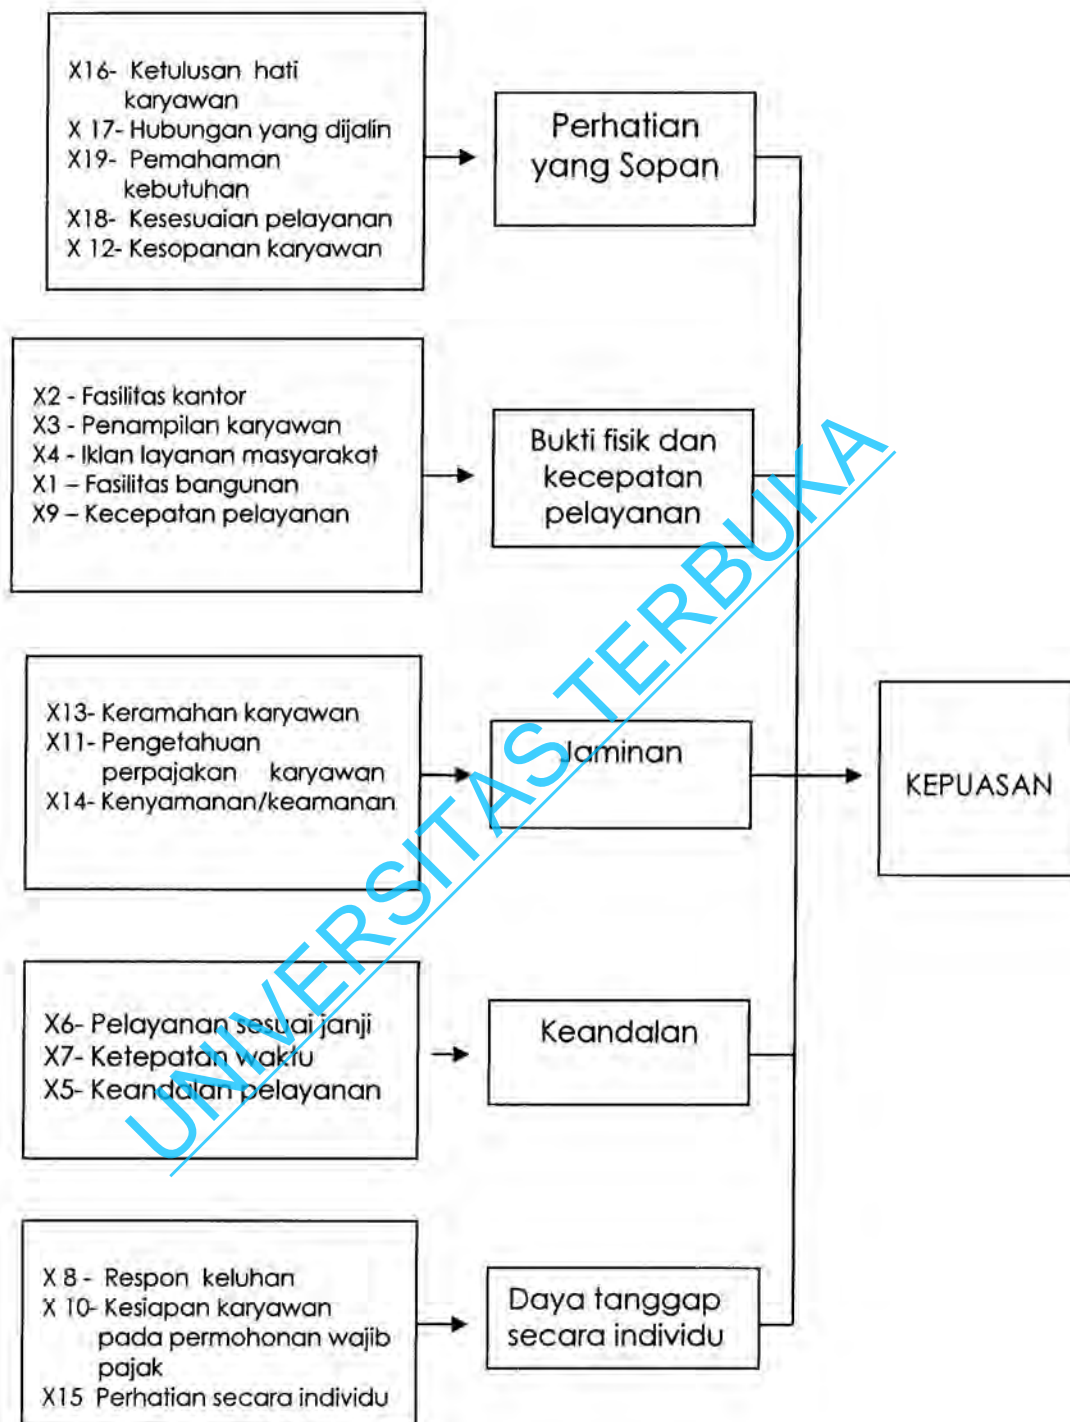 X16- Ketulusan hati
karyawan
X 17- Hubungan yang dijalin
X19- Pemahaman
kebutuhan
X18- Kesesuaian pelayanan
X 12- Kesopanan karyawan
Perhatian
yang Sopan
X2 - Fasilitas kantor
X3 - Penampilan karyawan
X4 - Iklan layanan masyarakat
X1 – Fasilitas bangunan
X9 – Kecepatan pelayanan
Bukti fisik dan
kecepatan
pelayanan
X13- Keramahan karyawan
X11- Pengetahuan
perpajakan karyawan
X14- Kenyamanan/keamanan
Jaminan
KEPUASAN
X6- Pelayanan sesuai janji
X7- Ketepatan waktu
X5- Keandalan pelayanan
Keandalan
X 8 - Respon keluhan
X 10- Kesiapan karyawan
pada permohonan wajib
pajak
X15 Perhatian secara individu
Daya tanggap
secara individu
UNIVERSITAS TERBUKA